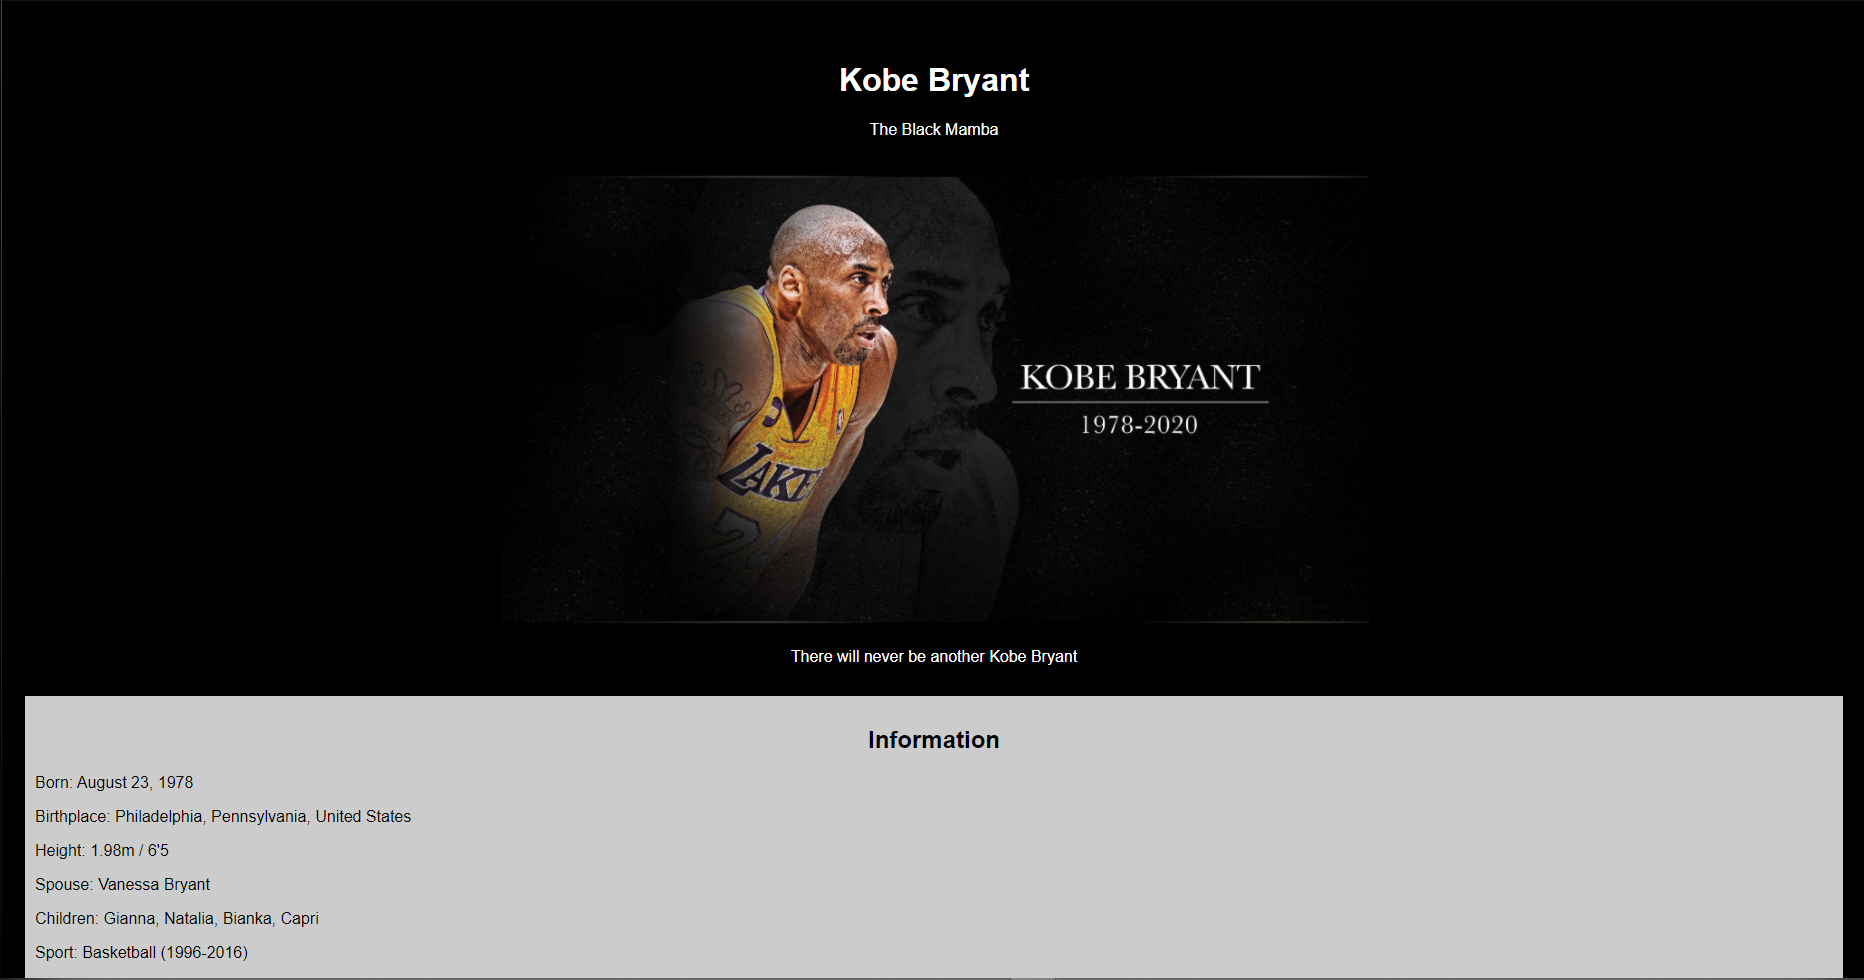 Kobe Bryant
The Black Mamba
KOBE BRYANT
1978-2020
LAKE
2
There will never be another Kobe Bryant
Information
Born: August 23, 1978
Birthplace: Philadelphia, Pennsylvania, United States
Height: 1.98m / 6'5
Spouse: Vanessa Bryant
Children: Gianna, Natalia, Bianka, Capri
Sport: Basketball (1996-2016)